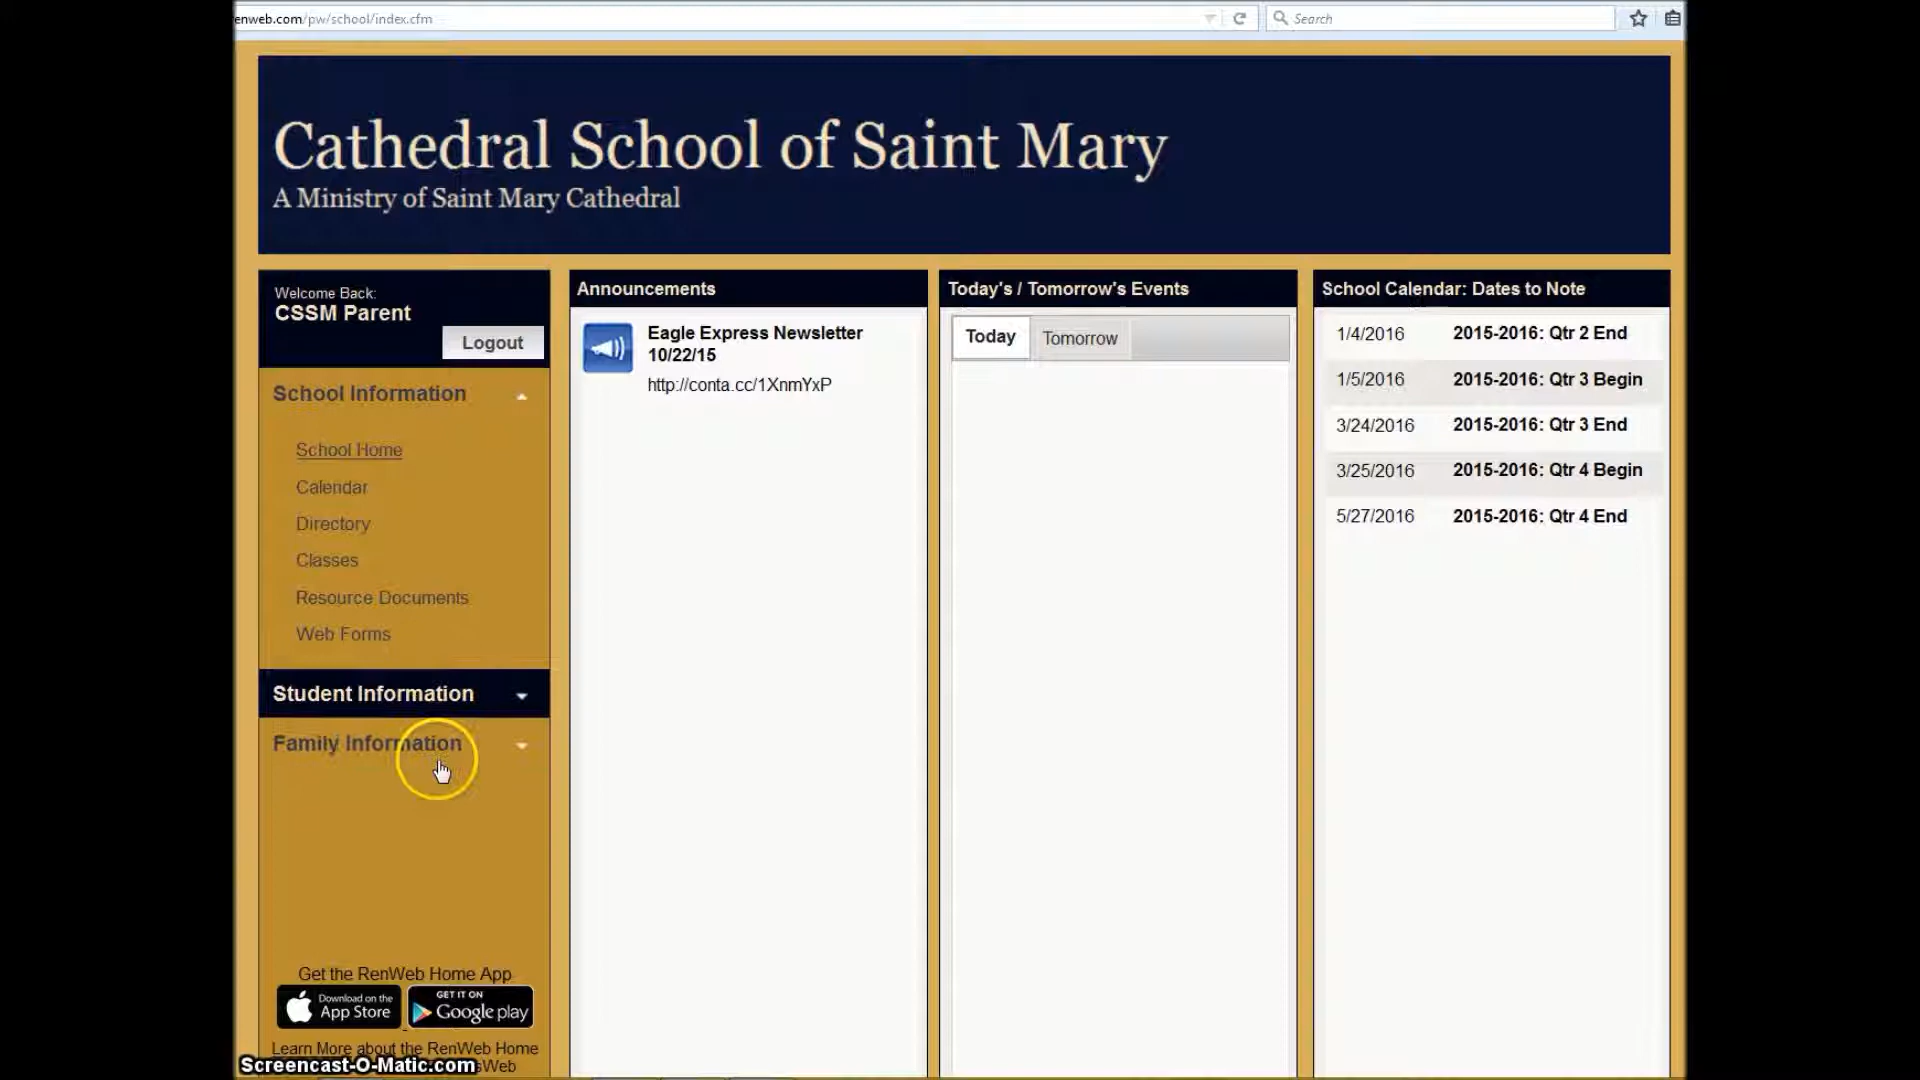 enweb.com/pw/school/index.cfm
Search
Cathedral School of Saint Mary
A Ministry of Saint Mary Cathedral
Welcome Back:
CSSM Parent
Logout
School Information
School Home
Calendar
Directory
Classes
Resource Documents
Web Forms
Student Information
Family Information
Get the RenWeb Home App
Download on the
App Store
GET IT ON
Google play
Learn More about the RenWeb Home
sWeb
Screencast-O-Matic.com
Announcements
Eagle Express Newsletter
10/22/15
http://conta.cc/1XnmYxP
Today's / Tomorrow's Events
Today Tomorrow
School Calendar: Dates to Note
1/4/2016 2015-2016: Qtr 2 End
1/5/2016 2015-2016: Qtr 3 Begin
3/24/2016 2015-2016: Qtr 3 End
3/25/2016 2015-2016: Qtr 4 Begin
5/27/2016 2015-2016: Qtr 4 End